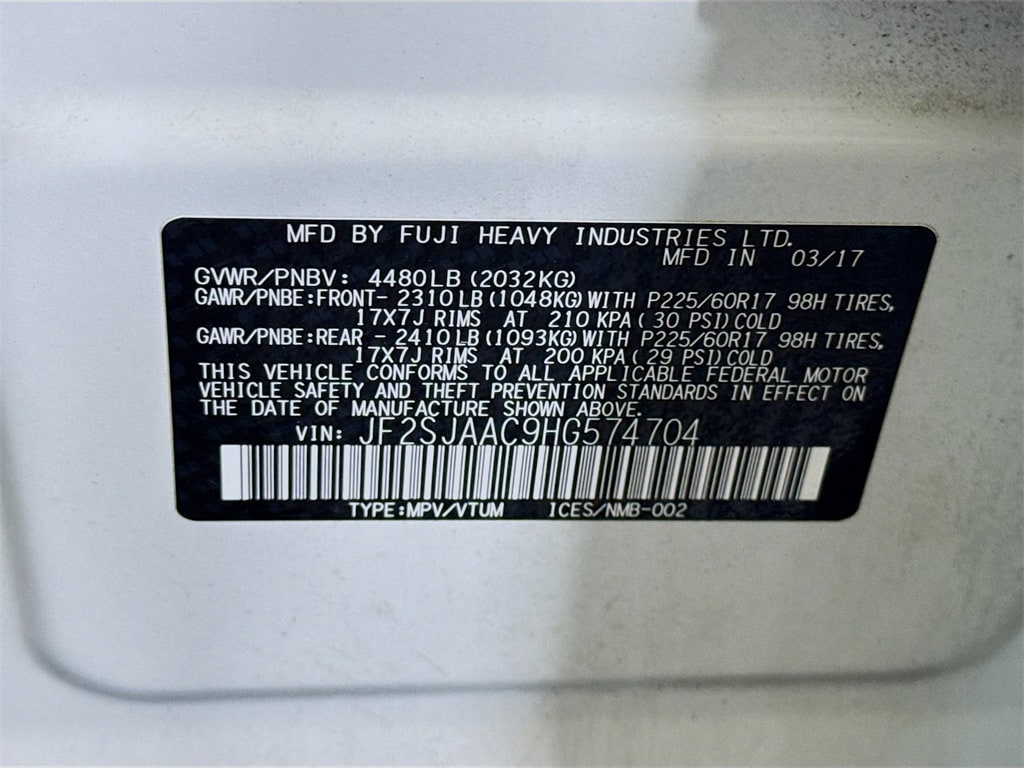 MFD BY FUJI HEAVY INDUSTRIES LTD.
MFD IN 03/17
GVWR/PNBV: 4480LB(2032KG)
GAWR/PNBE:FRONT- 2310LB(1048KG)WITH P225/60R17 98H TIRES,
17X7J RIMS AT 210 KPA(30 PSI)COLD
GAWR/PNBE:REAR - 2410LB(1093KG)WITH P225/60R17 98H TIRES,
17X7J RIMS AT 200 KPA(29 PSI)COLD
THIS VEHICLE CONFORMS TO ALL APPLICABLE FEDERAL MOTOR
VEHICLE SAFETY AND THEFT PREVENTION STANDARDS IN EFFECT ON
THE DATE OF MANUFACTURE SHOWN ABOVE.
VIN: JF2SJAAC9HG574704
TYPE:MPV/VTUM ICES/NMB-002